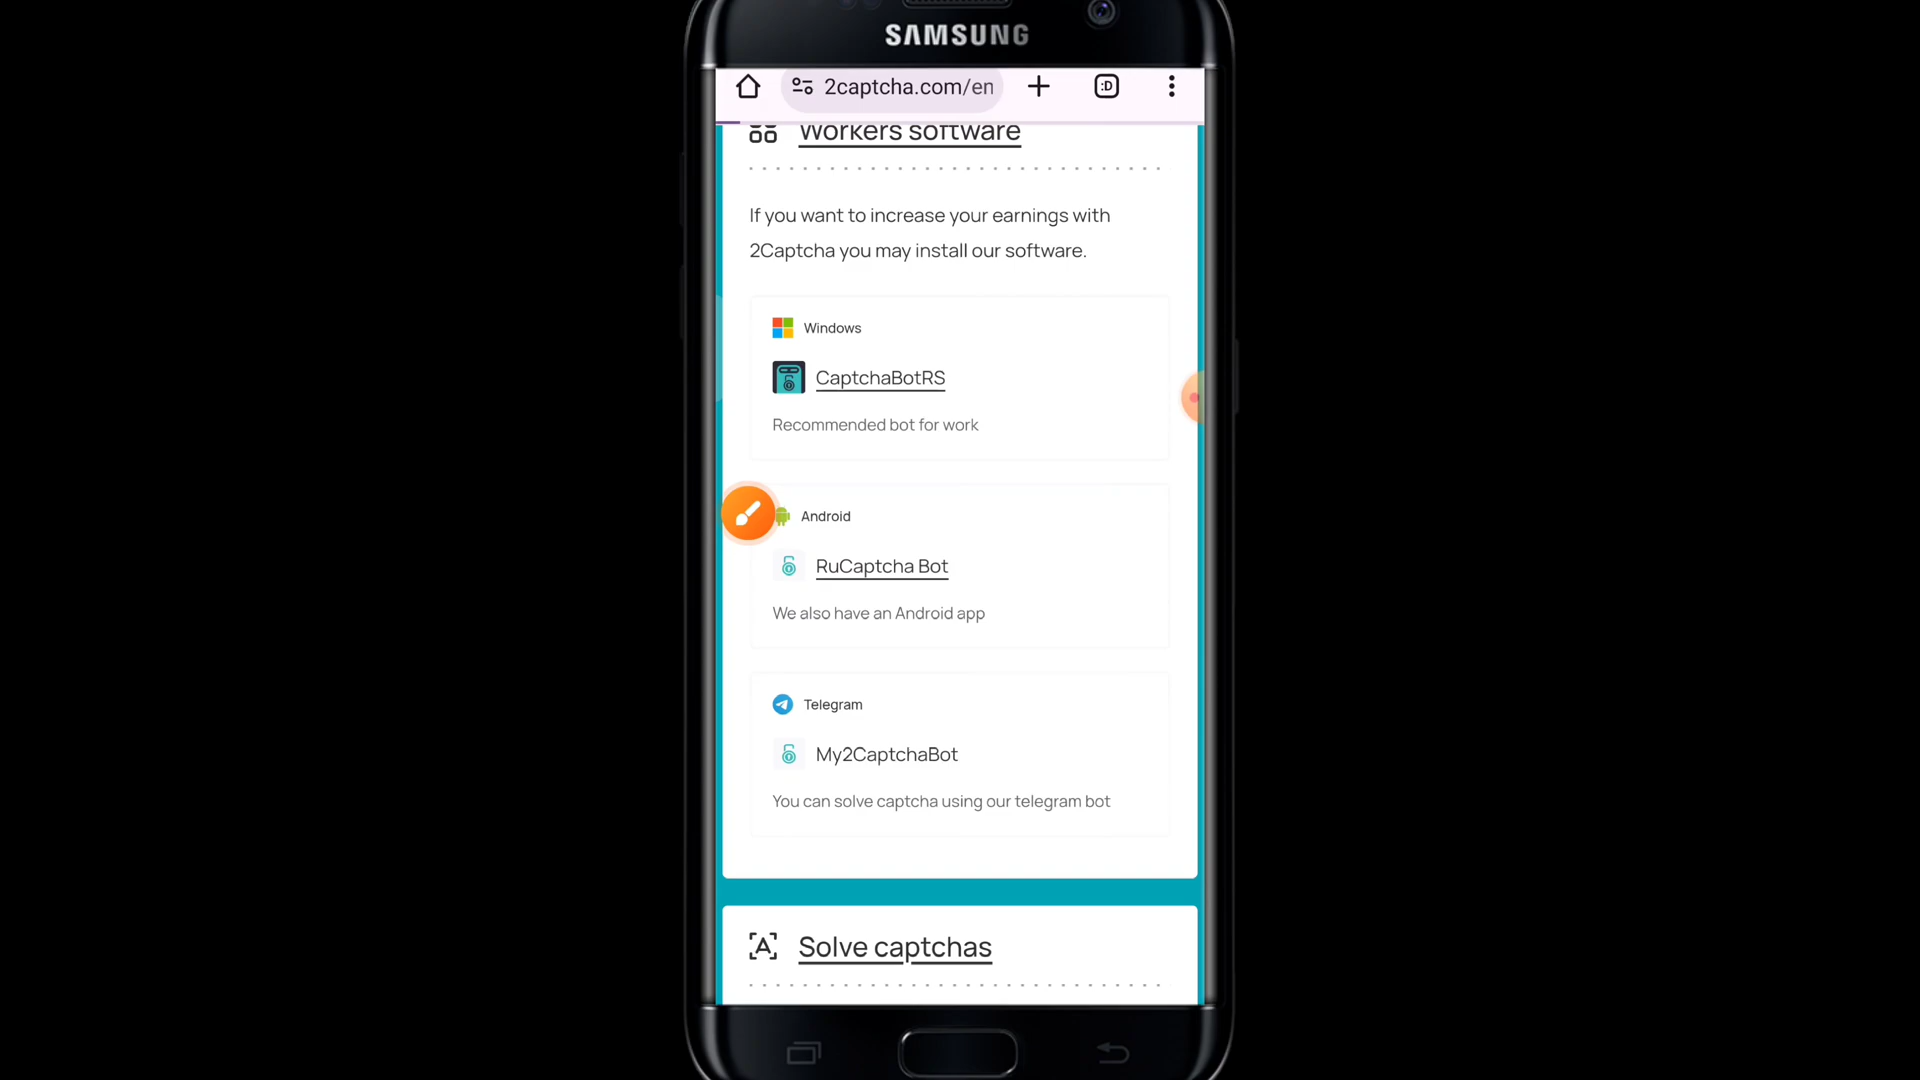 SAMSUNG
2captcha.com/en
:D
Workers software
If you want to increase your earnings with
2Captcha you may install our software.
Windows
CaptchaBotRS
Recommended bot for work
Android
RuCaptcha Bot
We also have an Android app
Telegram
My2CaptchaBot
You can solve captcha using our telegram bot
Solve captchas